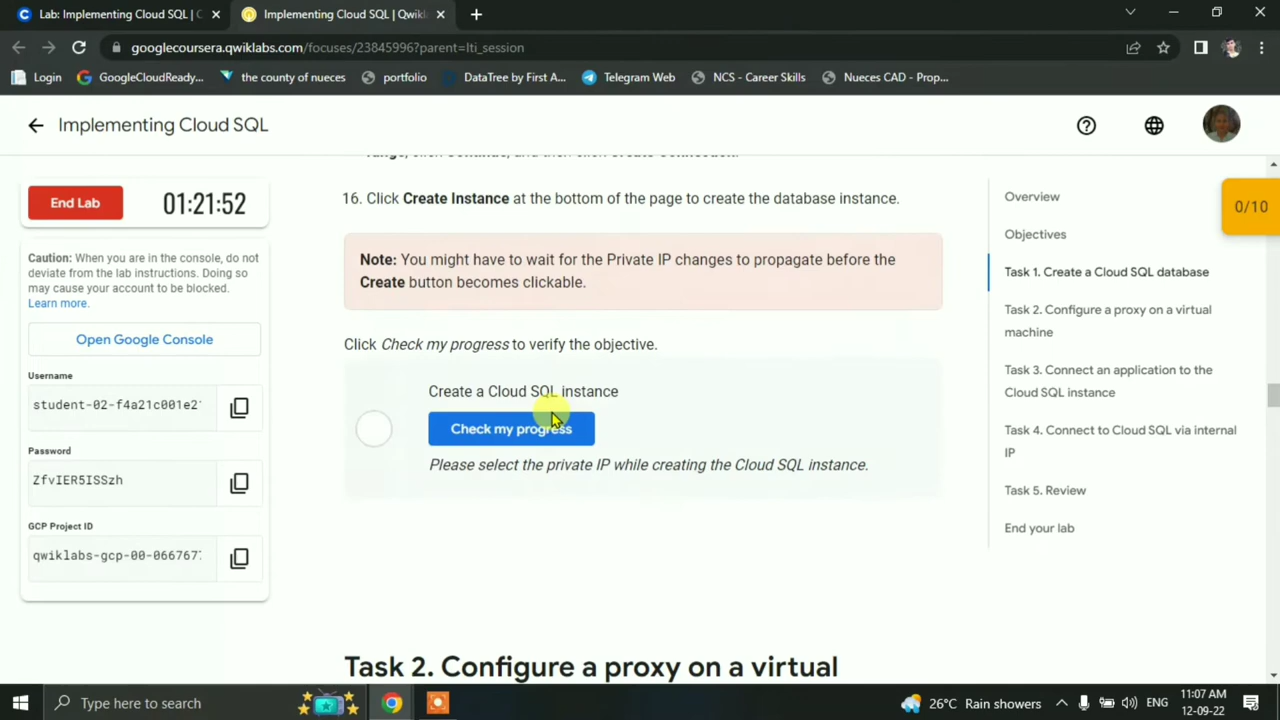 Lab: Implementing Cloud SQL | C
Implementing Cloud SQL | Qwikl
googlecoursera.qwiklabs.com/focuses/23845996?parent=lti_session
Login
GoogleCloudReady...
the county of nueces
portfolio
DataTree by First A...
Telegram Web
NCS - Career Skills
Nueces CAD - Prop...
Implementing Cloud SQL
End Lab
01:21:52
Caution: When you are in the console, do not
deviate from the lab instructions. Doing so
may cause your account to be blocked.
Learn more.
Open Google Console
Username
student-02-f4a21c001e2
Password
ZfvIER5ISSzh
GCP Project ID
qwiklabs-gcp-00-066767
range, click Continue, and then click Create Connection.
16. Click Create Instance at the bottom of the page to create the database instance.
Note: You might have to wait for the Private IP changes to propagate before the
Create button becomes clickable.
Click Check my progress to verify the objective.
Create a Cloud SQL instance
Check my progress
Please select the private IP while creating the Cloud SQL instance.
Task 2. Configure a proxy on a virtual
Overview
Objectives
Task 1. Create a Cloud SQL database
Task 2. Configure a proxy on a virtual
machine
Task 3. Connect an application to the
Cloud SQL instance
Task 4. Connect to Cloud SQL via internal
IP
Task 5. Review
End your lab
0/10
Type here to search
26°C Rain showers
ENG
11:07 AM
12-09-22